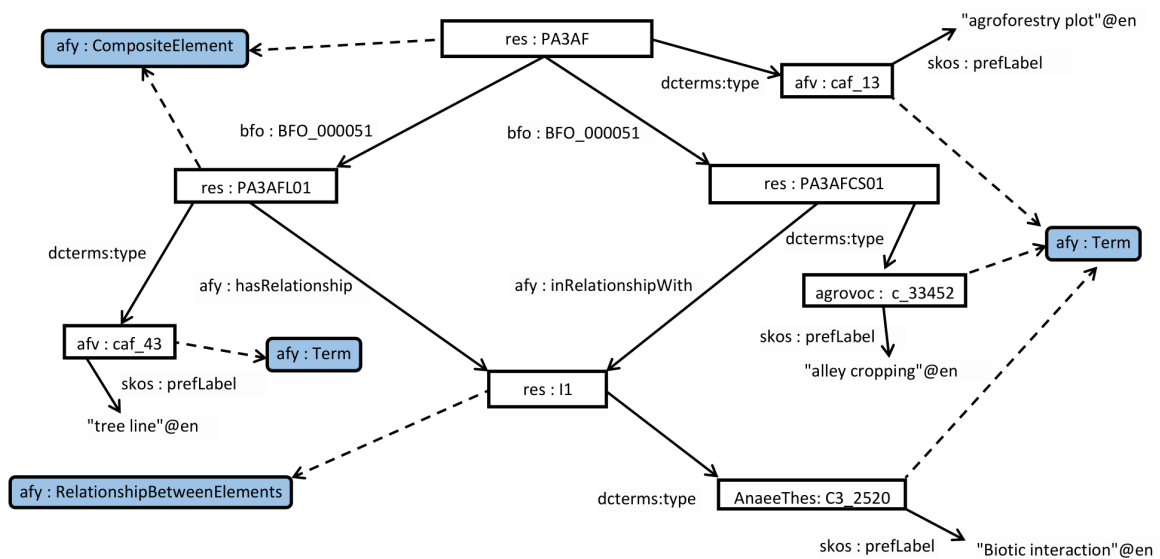 "agroforestry plot"@en
afy : CompositeElement
res : PA3AF
skos : prefLabel
dcterms:type
afv : caf_13
bfo : BFO_000051
bfo : BFO_000051
res : PA3AFL01
res : PA3AFCS01
dcterms:type
dcterms:type
afy : Term
afy : hasRelationship
afy : inRelationshipWith
agrovoc : c_33452
afv : caf_43
skos : prefLabel
afy : Term
skos : prefLabel
"alley cropping"@en
res : I1
"tree line"@en
afy : RelationshipBetweenElements
dcterms:type
AnaeeThes: C3_2520
skos : prefLabel
"Biotic interaction"@en